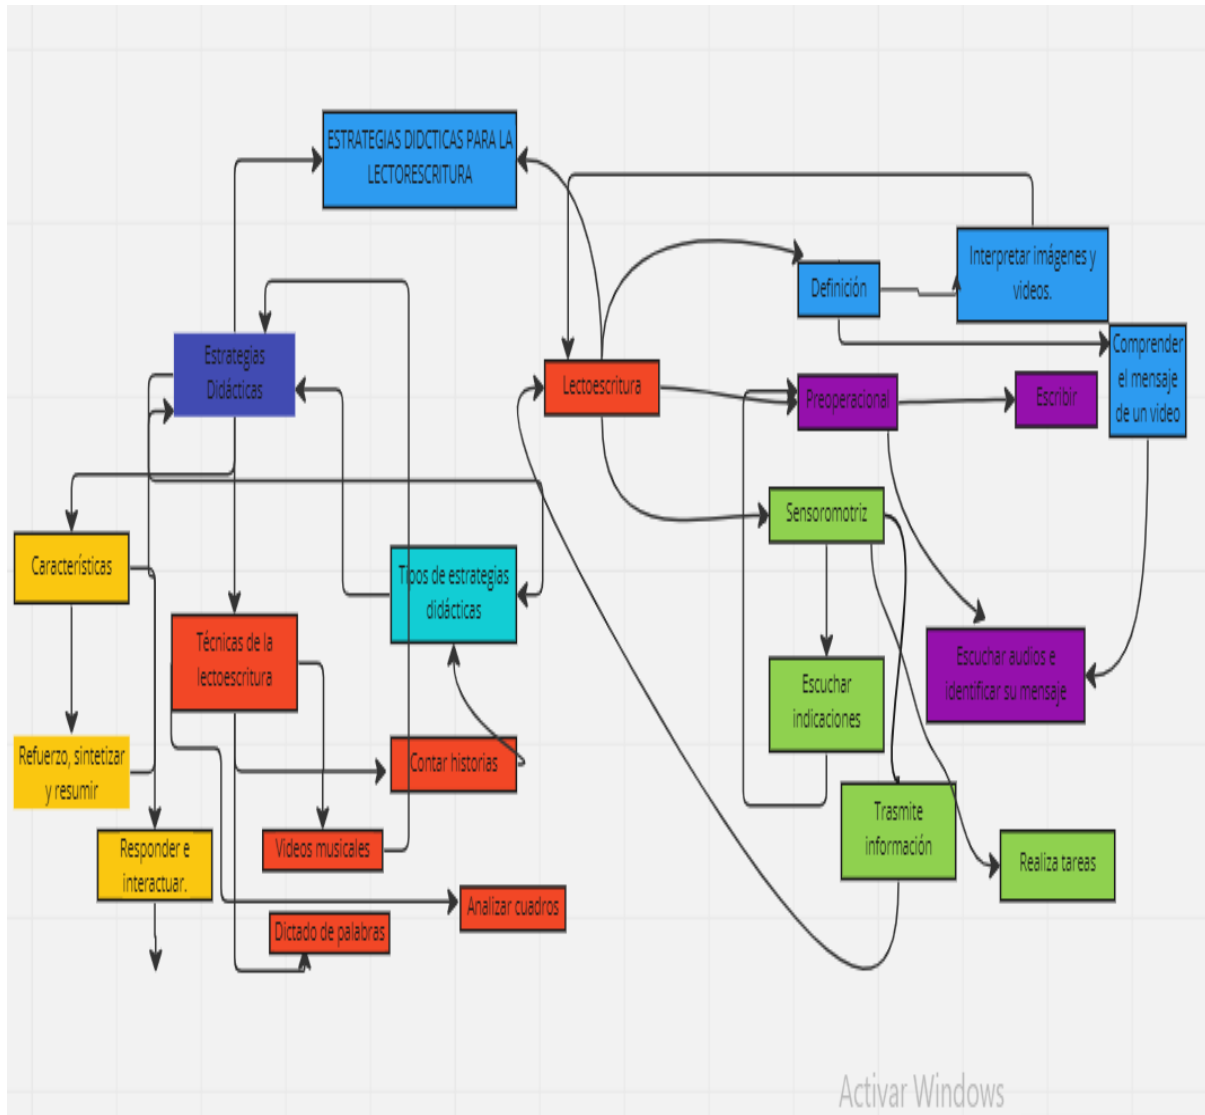 ESTRATEGIAS DIDCTICAS PARA LA
LECTORESCRITURA
Interpretar imágenes y
videos.
Definición
Estrategias
Didácticas
Lectoescritura
Preoperacional
Escribir
Comprender
el mensaje
de un video
Sensoromotriz
Características
Tipos de estrategias
didácticas
Técnicas de la
lectoescritura
Escuchar
indicaciones
Escuchar audios e
identificar su mensaje
Refuerzo, sintetizar
y resumir
Contar historias
Trasmite
información
Responder e
interactuar.
Videos musicales
Realiza tareas
Analizar cuadros
Dictado de palabras
Activar Windows